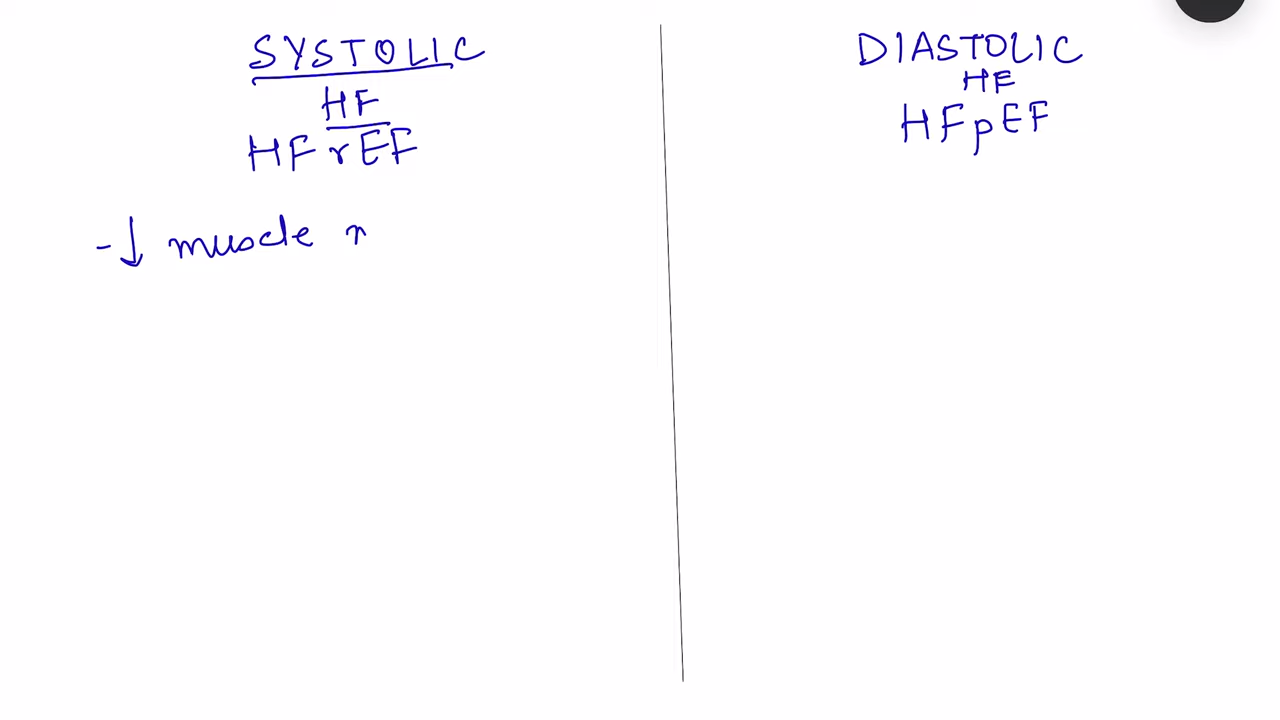 SYSTOLIC
HF
HFrEF
- ↓ muscle
DIASTOLIC
HF
HFpEF